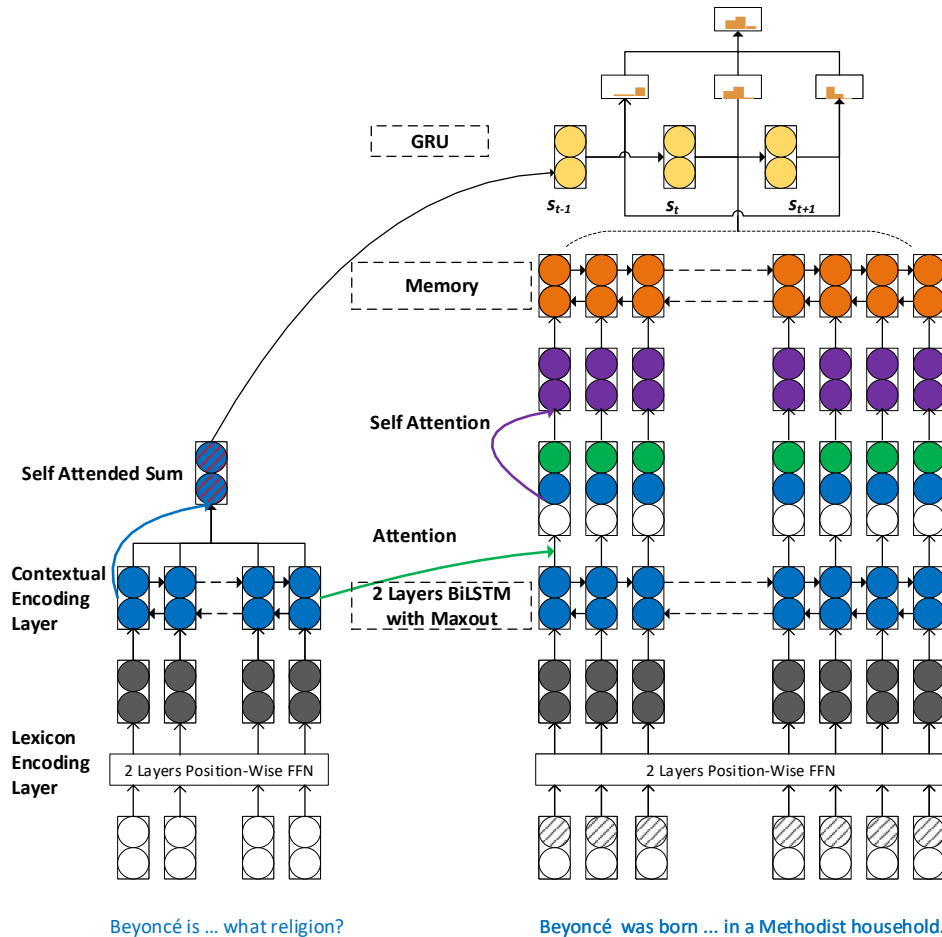 GRU
s_{t-1}
s_t
s_{t+1}
Memory
Self Attention
Self Attended Sum
Attention
Contextual
Encoding
Layer
2 Layers BiLSTM
with Maxout
Lexicon
Encoding
Layer
2 Layers Position-Wise FFN
2 Layers Position-Wise FFN
Beyoncé is ... what religion?
Beyoncé was born ... in a Methodist household.